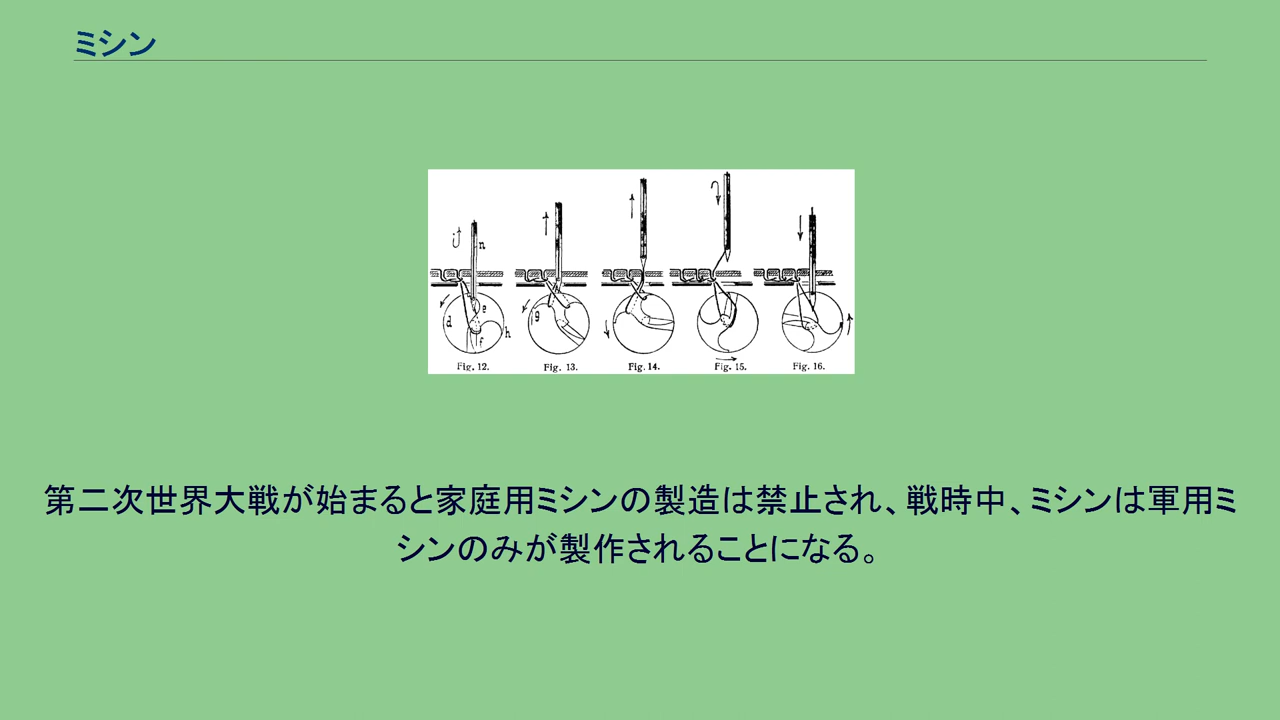 ミシン
i
n
d
e
f
h
g
Fig. 12.
Fig. 13.
Fig. 14.
Fig. 15.
Fig. 16.
第二次世界大戦が始まると家庭用ミシンの製造は禁止され、戦時中、ミシンは軍用ミ
シンのみが製作されることになる。